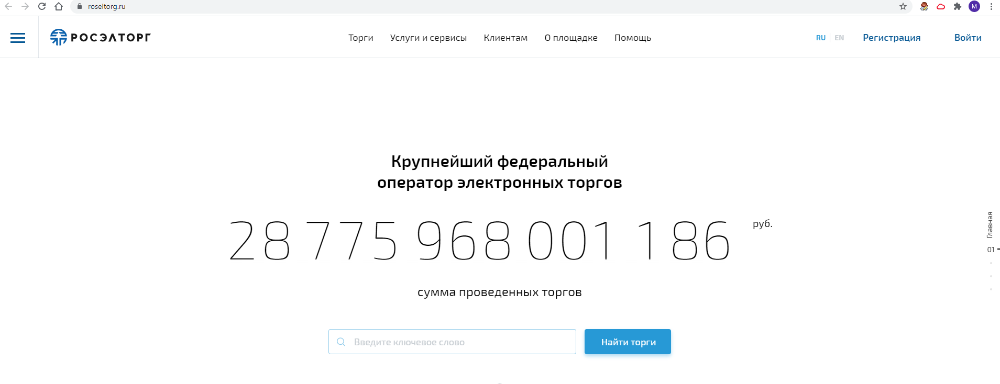 roseltorg.ru
M
РОСЭЛТОРГ
Торги
Услуги и сервисы
Клиентам
О площадке
Помощь
RU
EN
Регистрация
Войти
Крупнейший федеральный
оператор электронных торгов
28 775 968 001 186
руб.
сумма проведенных торгов
Введите ключевое слово
Найти торги
Главная
01